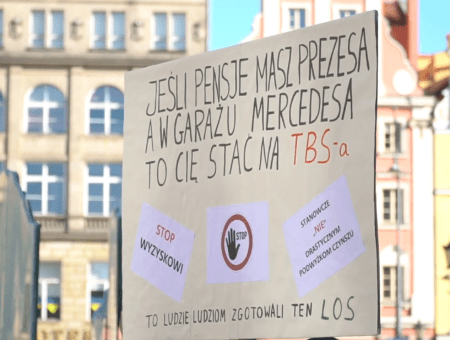 JEŚLI PENSJE MASZ PREZESA
A W GARAŻU MERCEDESA
TO CIĘ STAĆ NA TBS-a
STOP
WYZYSKOWI
STOP
STANOWCZE
„NIE”
DRASTYCZNYM
PODWYŻKOM CZYNSZU
TO LUDZIE LUDZIOM ZGOTOWALI TEN LOS